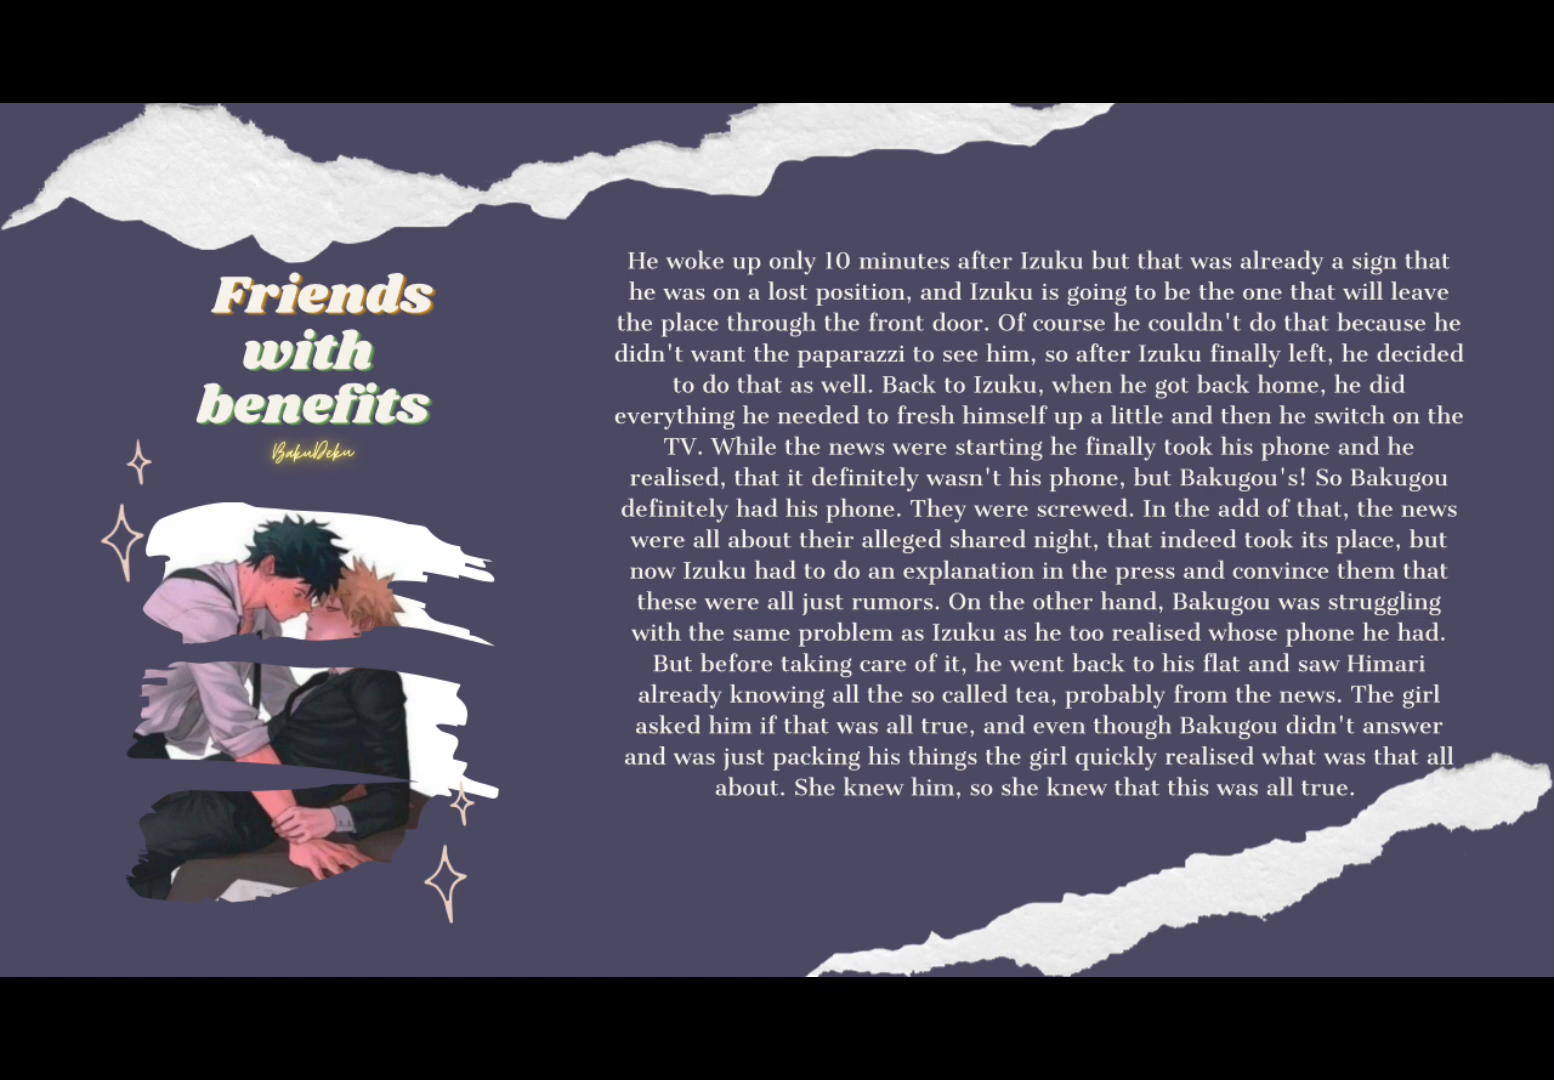 Friends
with
benefits
BakuDeku
He woke up only 10 minutes after Izuku but that was already a sign that
he was on a lost position, and Izuku is going to be the one that will leave
the place through the front door. Of course he couldn't do that because he
didn't want the paparazzi to see him, so after Izuku finally left, he decided
to do that as well. Back to Izuku, when he got back home, he did
everything he needed to fresh himself up a little and then he switch on the
TV. While the news were starting he finally took his phone and he
realised, that it definitely wasn't his phone, but Bakugou's! So Bakugou
definitely had his phone. They were screwed. In the add of that, the news
were all about their alleged shared night, that indeed took its place, but
now Izuku had to do an explanation in the press and convince them that
these were all just rumors. On the other hand, Bakugou was struggling
with the same problem as Izuku as he too realised whose phone he had.
But before taking care of it, he went back to his flat and saw Himari
already knowing all the so called tea, probably from the news. The girl
asked him if that was all true, and even though Bakugou didn't answer
and was just packing his things the girl quickly realised what was that all
about. She knew him, so she knew that this was all true.